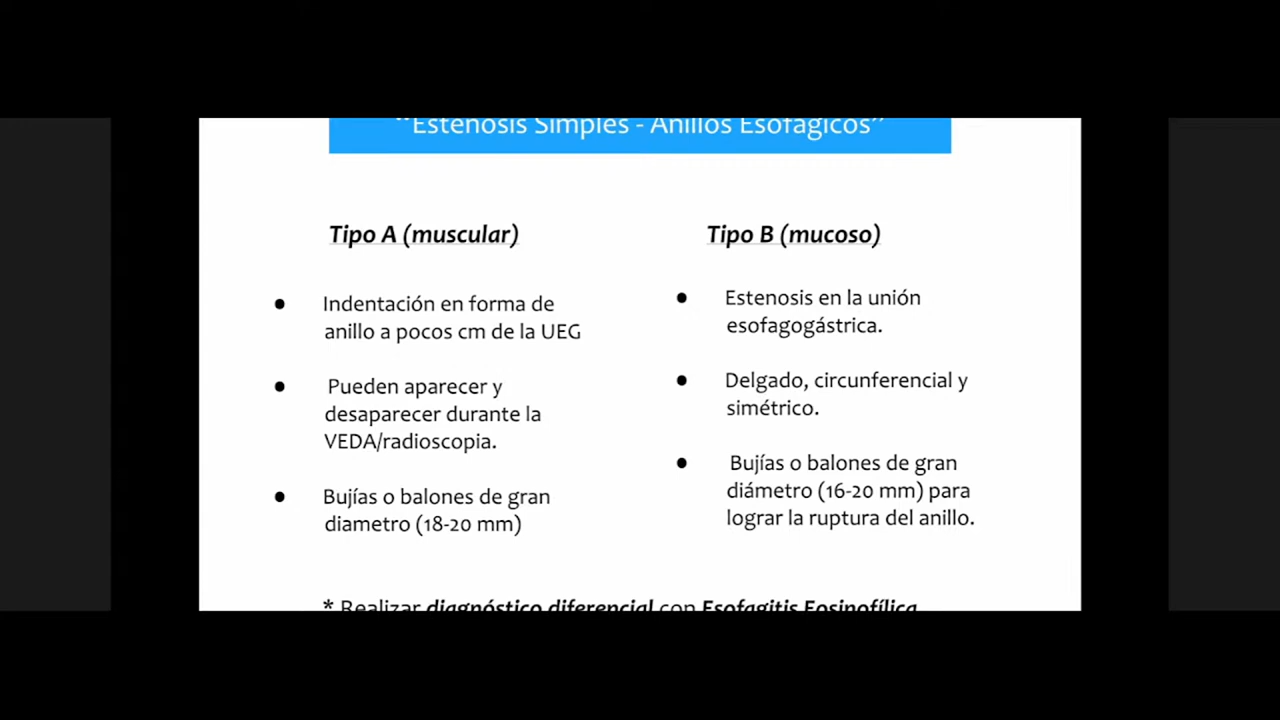 “Estenosis Simples - Anillos Esofágicos”
Tipo A (muscular)
● Indentación en forma de
anillo a pocos cm de la UEG
● Pueden aparecer y
desaparecer durante la
VEDA/radioscopia.
● Bujías o balones de gran
diametro (18-20 mm)
Tipo B (mucoso)
● Estenosis en la unión
esofagogástrica.
● Delgado, circunferencial y
simétrico.
● Bujías o balones de gran
diámetro (16-20 mm) para
lograr la ruptura del anillo.
* Realizar diagnóstico diferencial con Esofagitis Eosinofílica